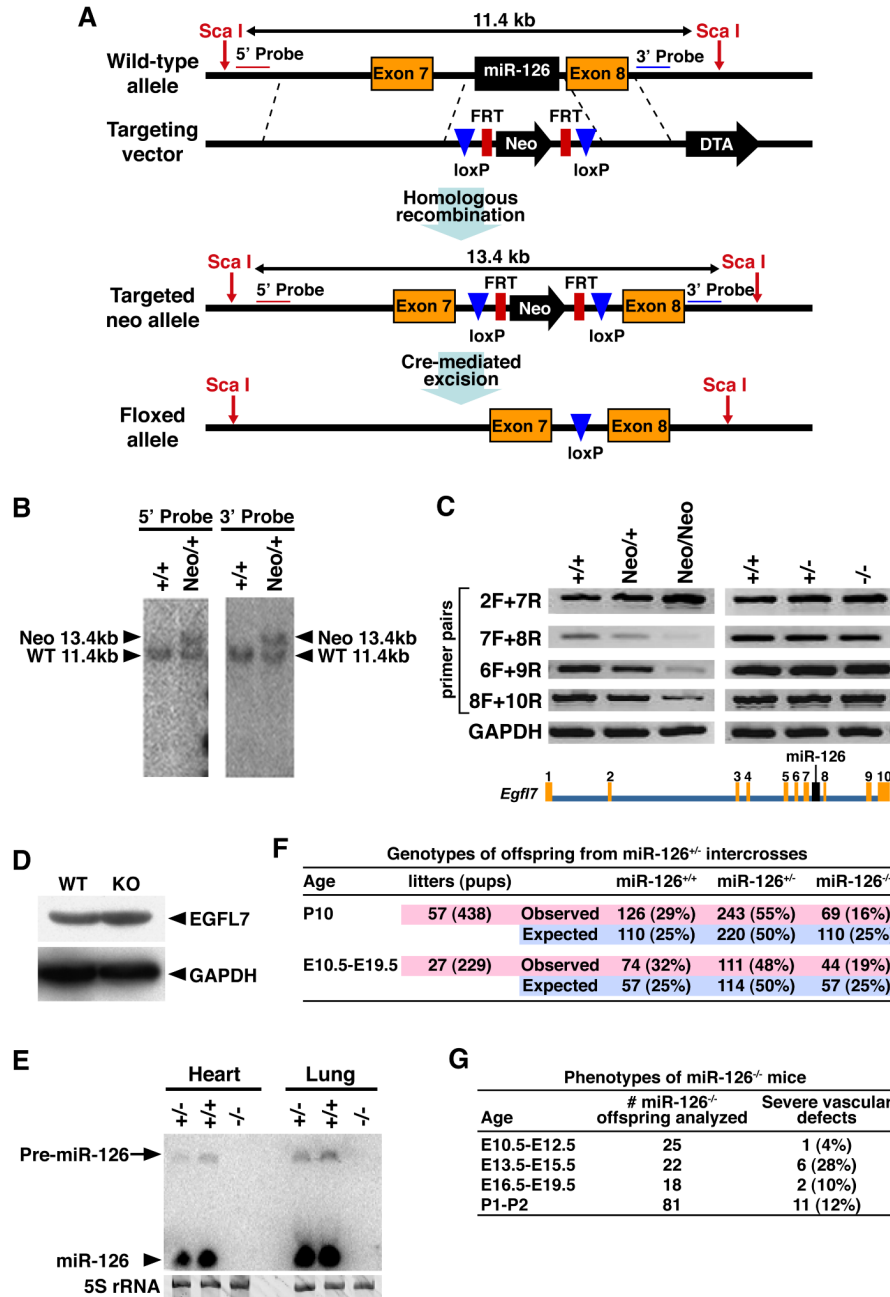 A
11.4 kb
Sca I
Sca I
5’ Probe
3’ Probe
Wild-type allele
Exon 7
miR-126
Exon 8
FRT
FRT
Targeting vector
Neo
DTA
loxP
loxP
Homologous recombination
13.4 kb
Sca I
Sca I
5’ Probe
FRT
FRT
3’ Probe
Targeted neo allele
Exon 7
Neo
Exon 8
loxP
loxP
Cre-mediated excision
Sca I
Sca I
Floxed allele
Exon 7
Exon 8
loxP
B
5’ Probe
3’ Probe
+/+
Neo/+
+/+
Neo/+
Neo 13.4kb
Neo 13.4kb
WT 11.4kb
WT 11.4kb
C
+/+
Neo/+
Neo/Neo
+/+
+/-
-/-
primer pairs
2F+7R
7F+8R
6F+9R
8F+10R
GAPDH
miR-126
1 2 3 4 5 6 7 8 9 10
Egfl7
D
WT KO
EGFL7
GAPDH
E
Heart Lung
+/- +/+ -/- +/- +/+ -/-
Pre-miR-126
miR-126
5S rRNA
F
Genotypes of offspring from miR-126+/- intercrosses
Age litters (pups) miR-126+/+ miR-126+/- miR-126-/-
P10 57 (438) Observed 126 (29%) 243 (55%) 69 (16%)
Expected 110 (25%) 220 (50%) 110 (25%)
E10.5-E19.5 27 (229) Observed 74 (32%) 111 (48%) 44 (19%)
Expected 57 (25%) 114 (50%) 57 (25%)
G
Phenotypes of miR-126-/- mice
Age # miR-126-/- offspring analyzed Severe vascular defects
E10.5-E12.5 25 1 (4%)
E13.5-E15.5 22 6 (28%)
E16.5-E19.5 18 2 (10%)
P1-P2 81 11 (12%)